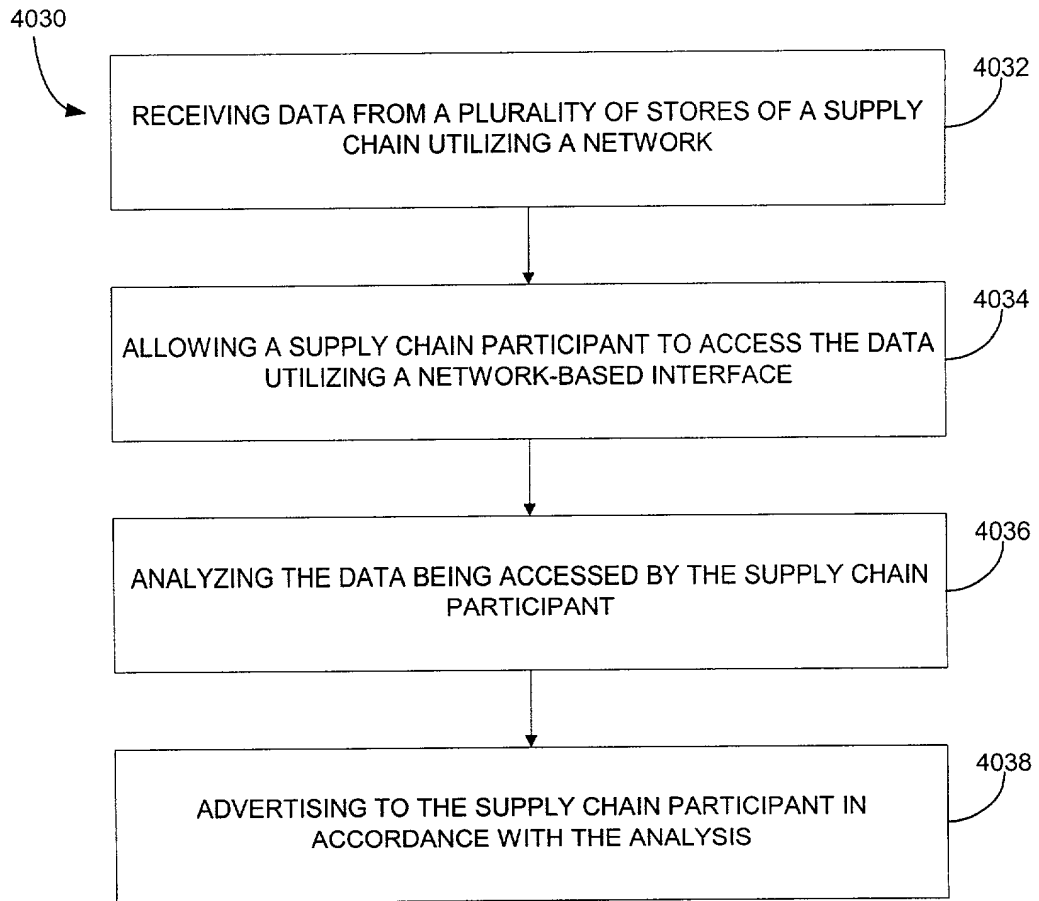 4030
4032
RECEIVING DATA FROM A PLURALITY OF STORES OF A SUPPLY
CHAIN UTILIZING A NETWORK
4034
ALLOWING A SUPPLY CHAIN PARTICIPANT TO ACCESS THE DATA
UTILIZING A NETWORK-BASED INTERFACE
4036
ANALYZING THE DATA BEING ACCESSED BY THE SUPPLY CHAIN
PARTICIPANT
4038
ADVERTISING TO THE SUPPLY CHAIN PARTICIPANT IN
ACCORDANCE WITH THE ANALYSIS